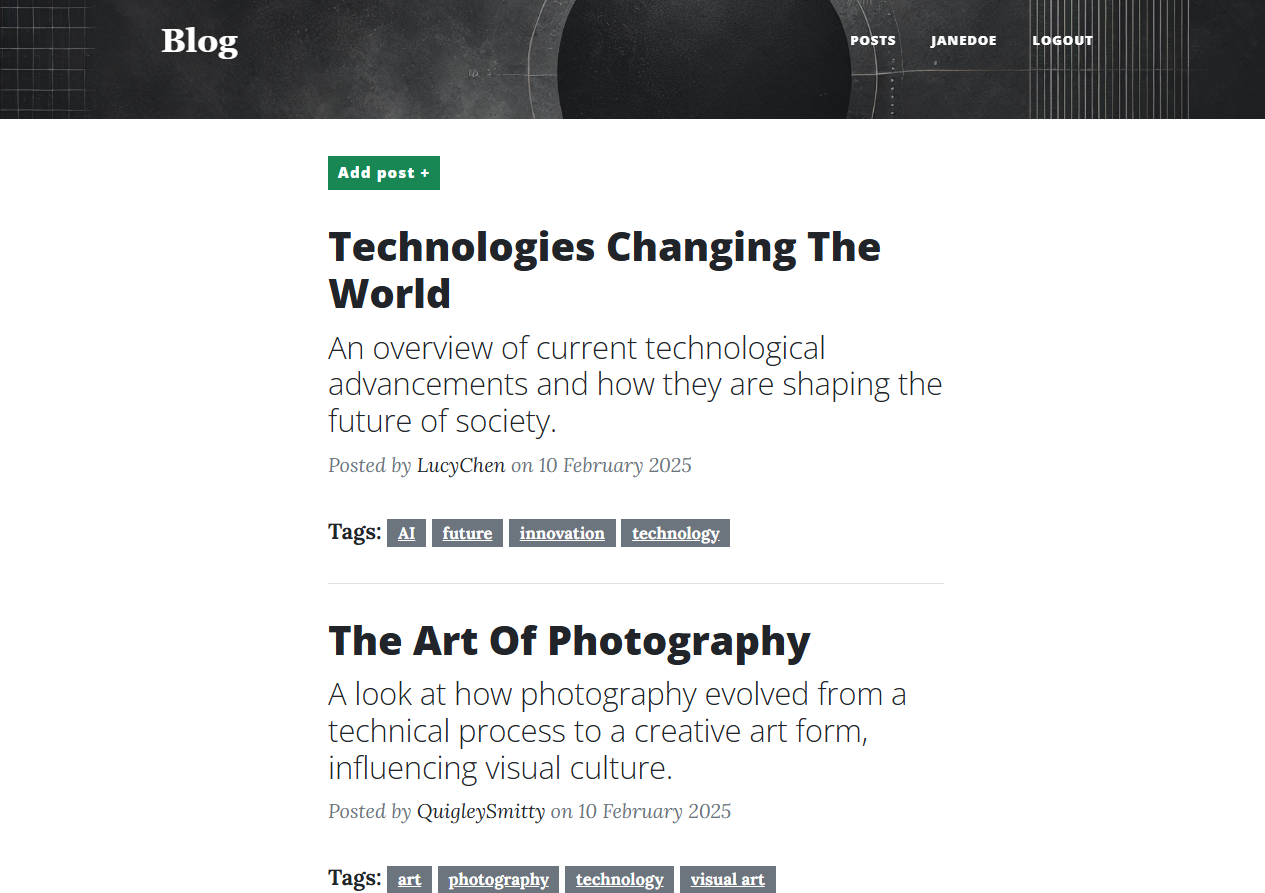 Blog
POSTS JANEDOE LOGOUT
Add post +
Technologies Changing The
World
An overview of current technological
advancements and how they are shaping the
future of society.
Posted by LucyChen on 10 February 2025
Tags: AI future innovation technology
The Art Of Photography
A look at how photography evolved from a
technical process to a creative art form,
influencing visual culture.
Posted by QuigleySmitty on 10 February 2025
Tags: art photography technology visual art